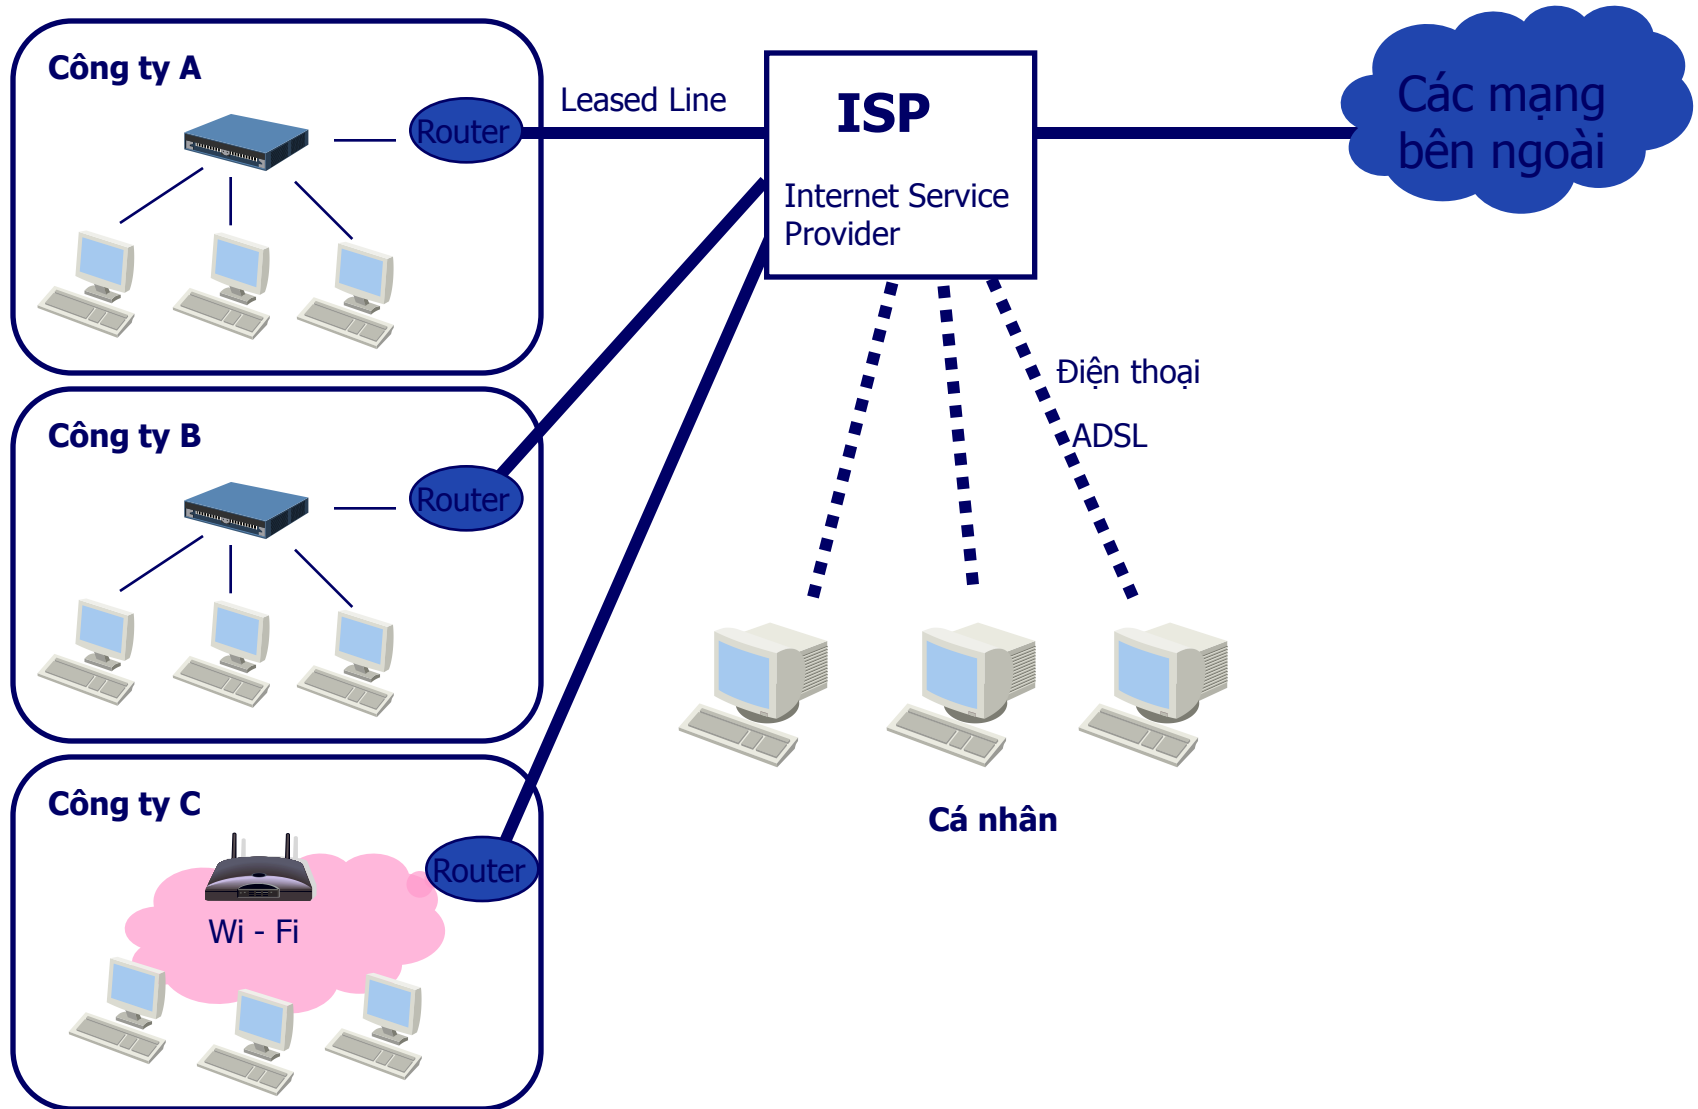 Công ty A
Router
Leased Line
ISP
Internet Service
Provider
Các mạng
bên ngoài
Công ty B
Router
Điện thoại
ADSL
Công ty C
Router
Wi - Fi
Cá nhân